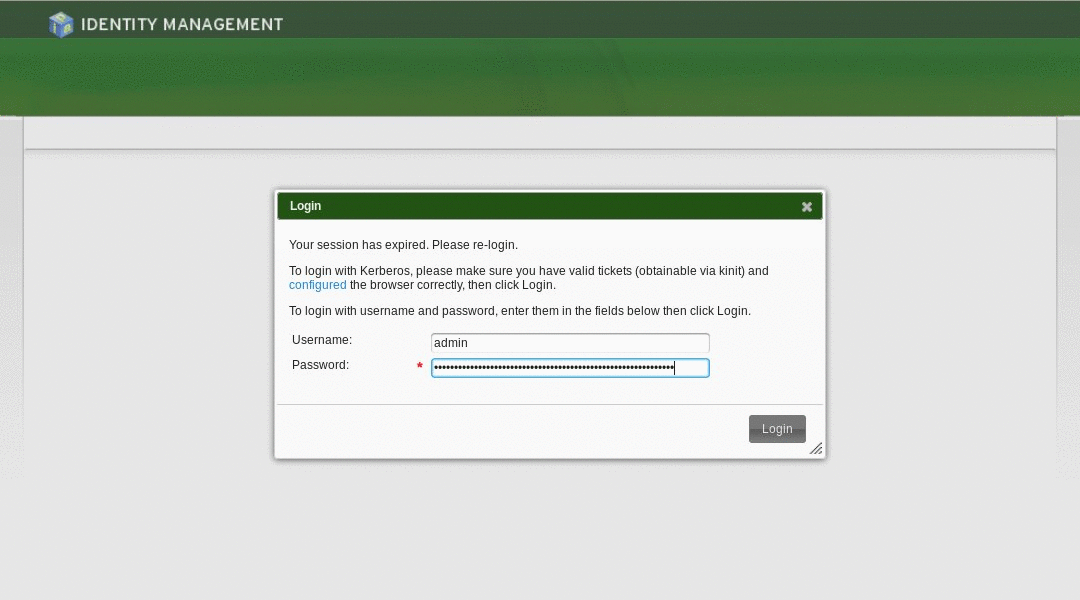 IDENTITY MANAGEMENT
Login
Your session has expired. Please re-login.
To login with Kerberos, please make sure you have valid tickets (obtainable via kinit) and
configured the browser correctly, then click Login.
To login with username and password, enter them in the fields below then click Login.
Username: admin
Password: * ••••••••••••••••••••••••••••••••••••••••••••••••••••••••••••
Login